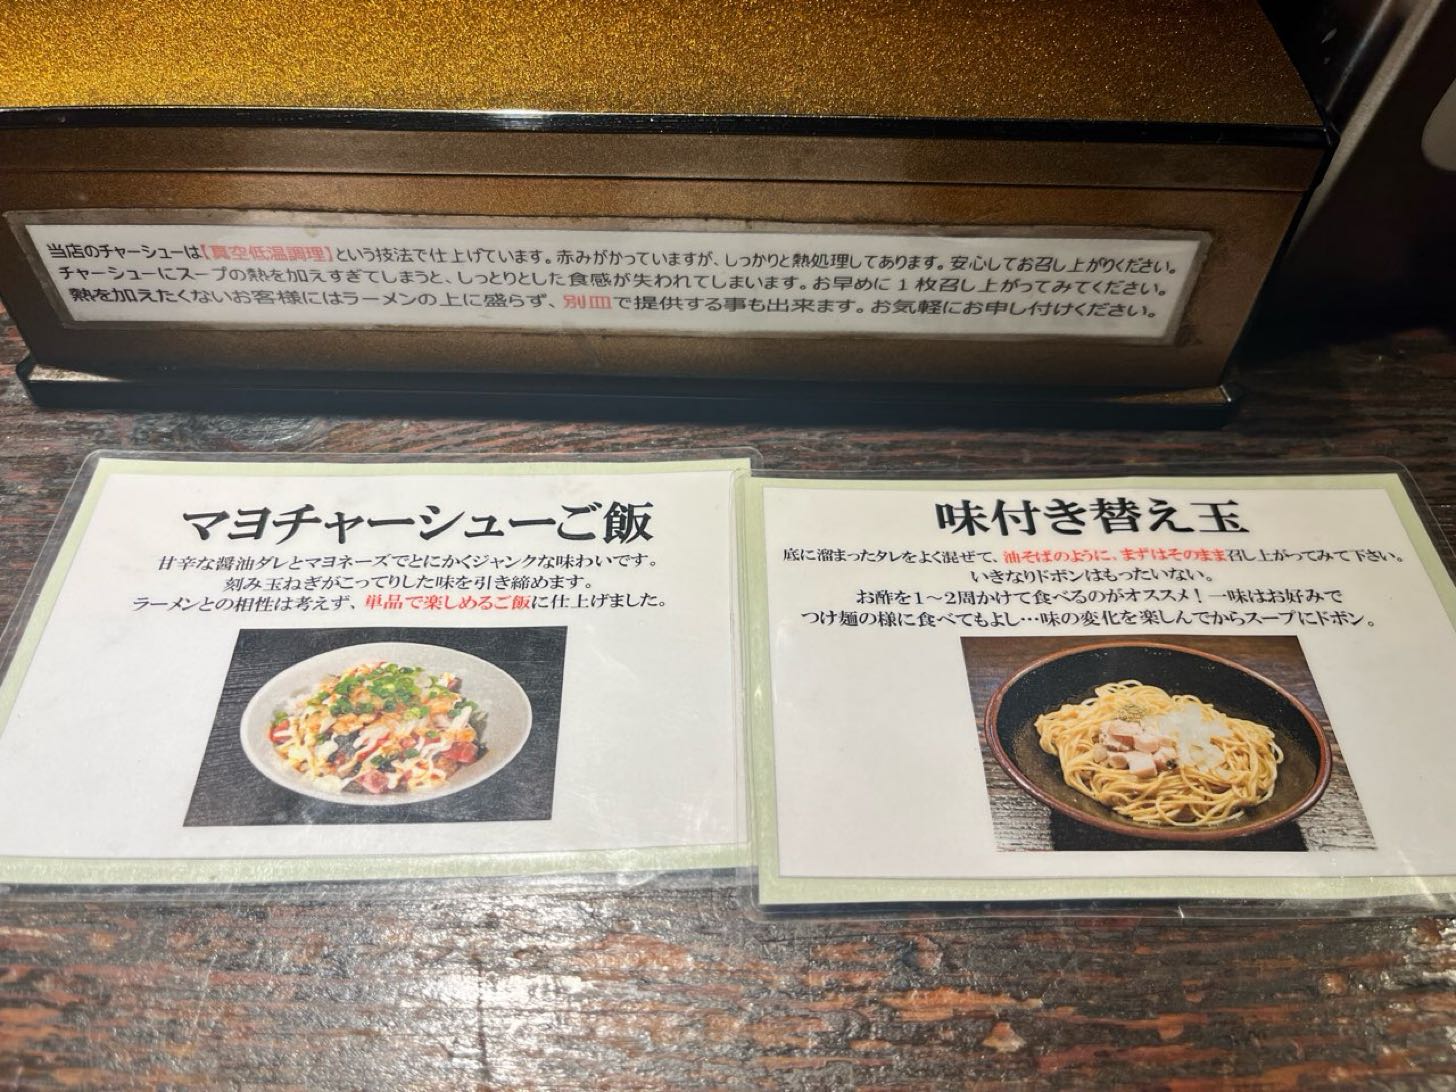 当店のチャーシューは【真空低温調理】という技法で仕上げています。赤みがかっていますが、しっかりと熱処理してあります。安心してお召し上がりください。
チャーシューにスープの熱を加えすぎてしまうと、しっとりとした食感が失われてしまいます。お早めに1枚召し上がってみてください。
熱を加えたくないお客様にはラーメンの上に盛らず、別皿で提供する事も出来ます。お気軽にお申し付けください。
マヨチャーシューご飯
甘辛な醤油ダレとマヨネーズでとにかくジャンクな味わいです。
刻み玉ねぎがこってりした味を引き締めます。
ラーメンとの相性は考えず、単品で楽しめるご飯に仕上げました。
味付き替え玉
底に溜まったタレをよく混ぜて、油そばのように、まずはそのまま召し上がってみて下さい。
いきなりドボンはもったいない。
お酢を1~2周かけて食べるのがオススメ！一味はお好みで
つけ麺の様に食べてもよし…味の変化を楽しんでからスープにドボン。